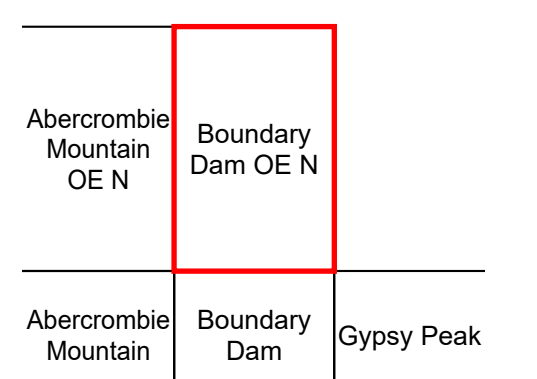 Abercrombie
Mountain
OE N
Boundary
Dam OE N
Abercrombie
Mountain
Boundary
Dam
Gypsy Peak